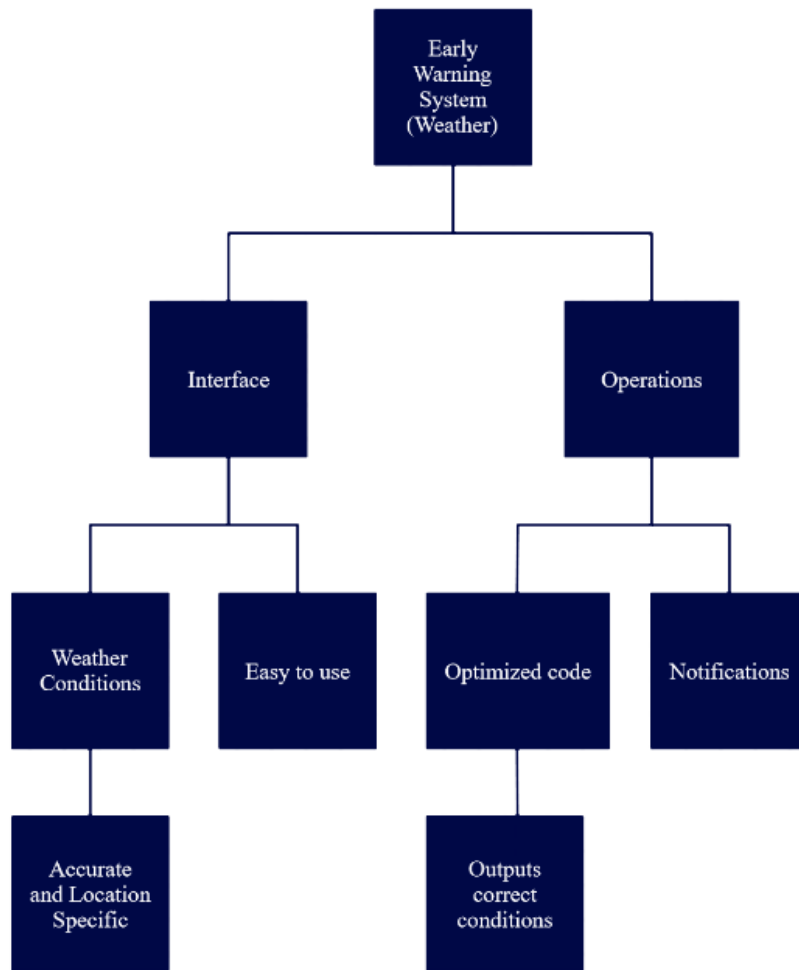 Early
Warning
System
(Weather)
Interface
Operations
Weather
Conditions
Easy to use
Optimized code
Notifications
Accurate
and Location
Specific
Outputs
correct
conditions